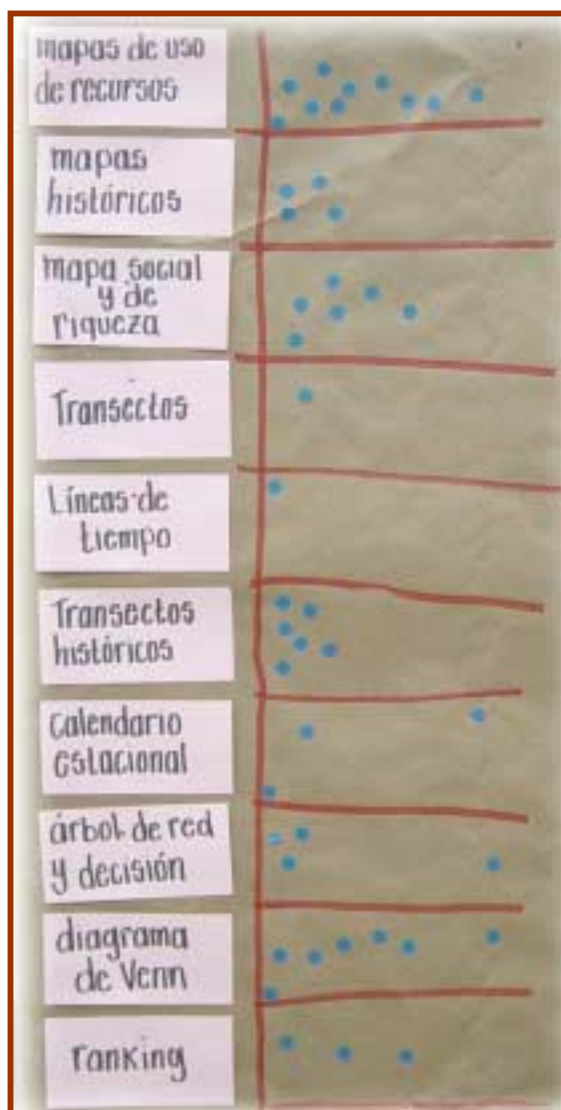 mapas de uso
de recursos
mapas
históricos
mapa social
y de
riqueza
Transectos
Líneas de
tiempo
Transectos
históricos
calendario
estacional
árbol de red
y decisión
diagrama
de Venn
ranking